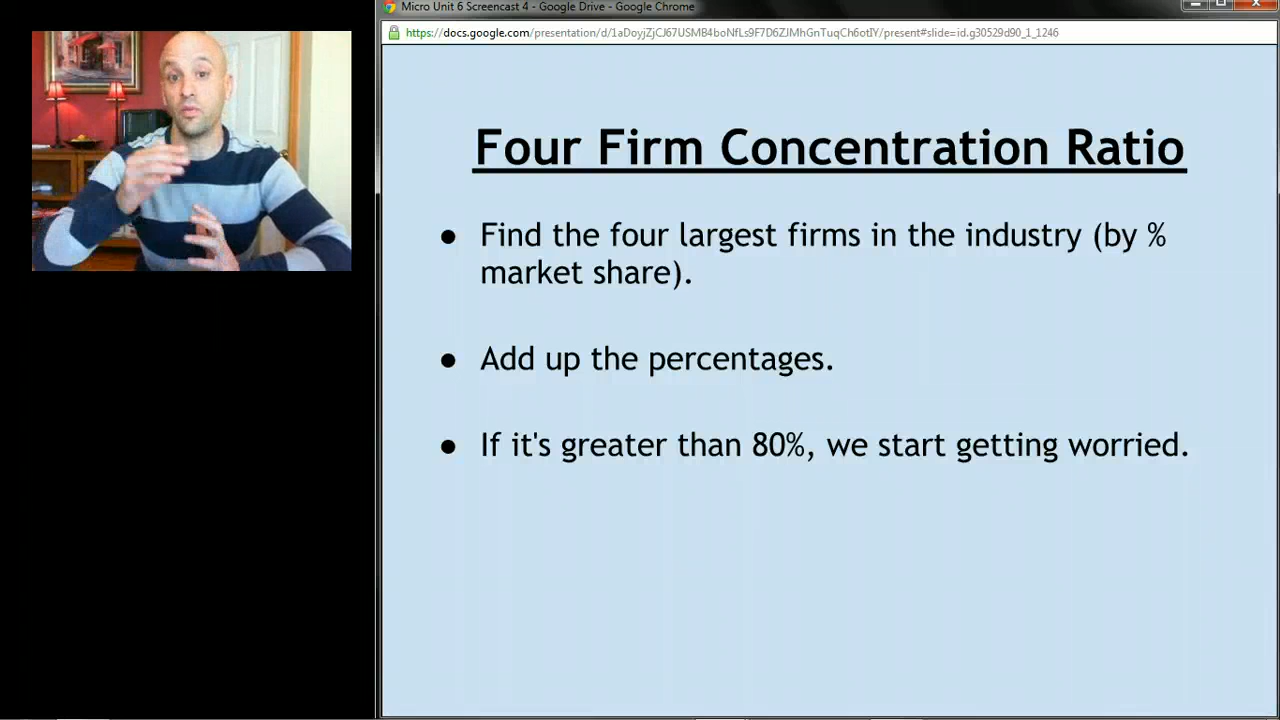 Micro Unit 6 Screencast 4 - Google Drive - Google Chrome
https://docs.google.com/presentation/d/1aDoyjZjCJ67USMB4boNfLs9F7D6ZJMhGnTuqCh6otIY/present#slide=id.g30529d90_1_1246
Four Firm Concentration Ratio
● Find the four largest firms in the industry (by %
market share).
● Add up the percentages.
● If it's greater than 80%, we start getting worried.